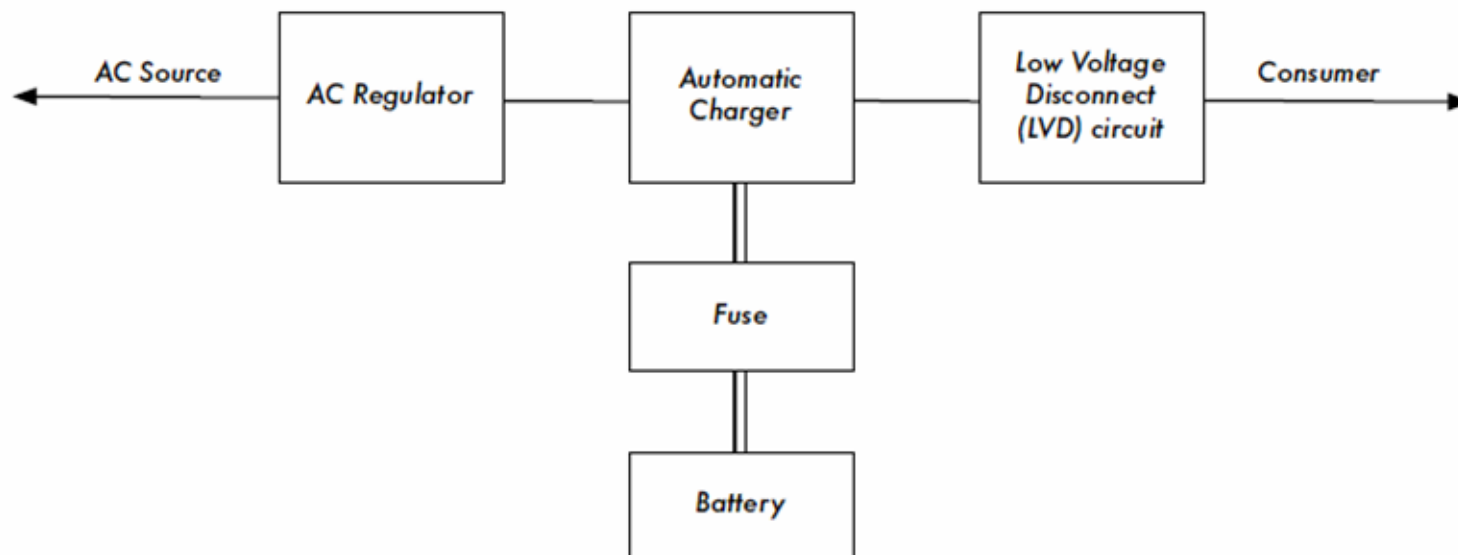 AC Source
AC Regulator
Automatic
Charger
Low Voltage
Disconnect
(LVD) circuit
Consumer
Fuse
Battery